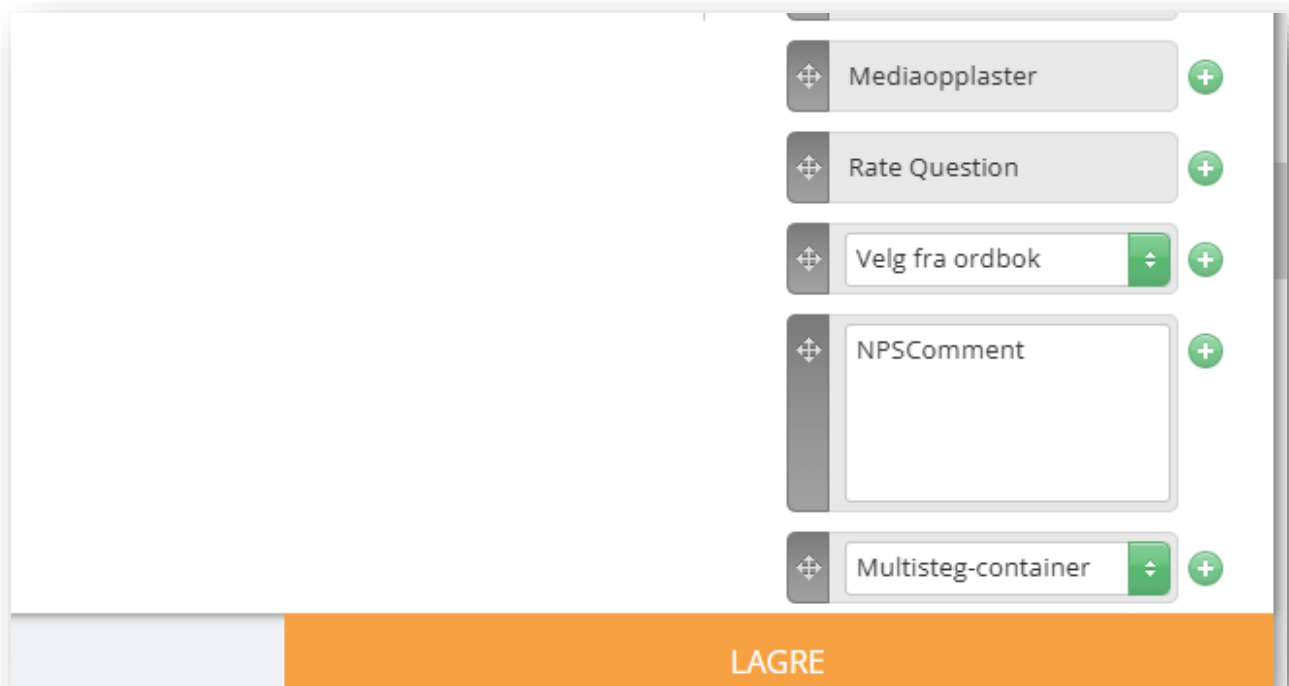 Mediaopplaster
Rate Question
Velg fra ordbok
NPSComment
Multisteg-container
LAGRE